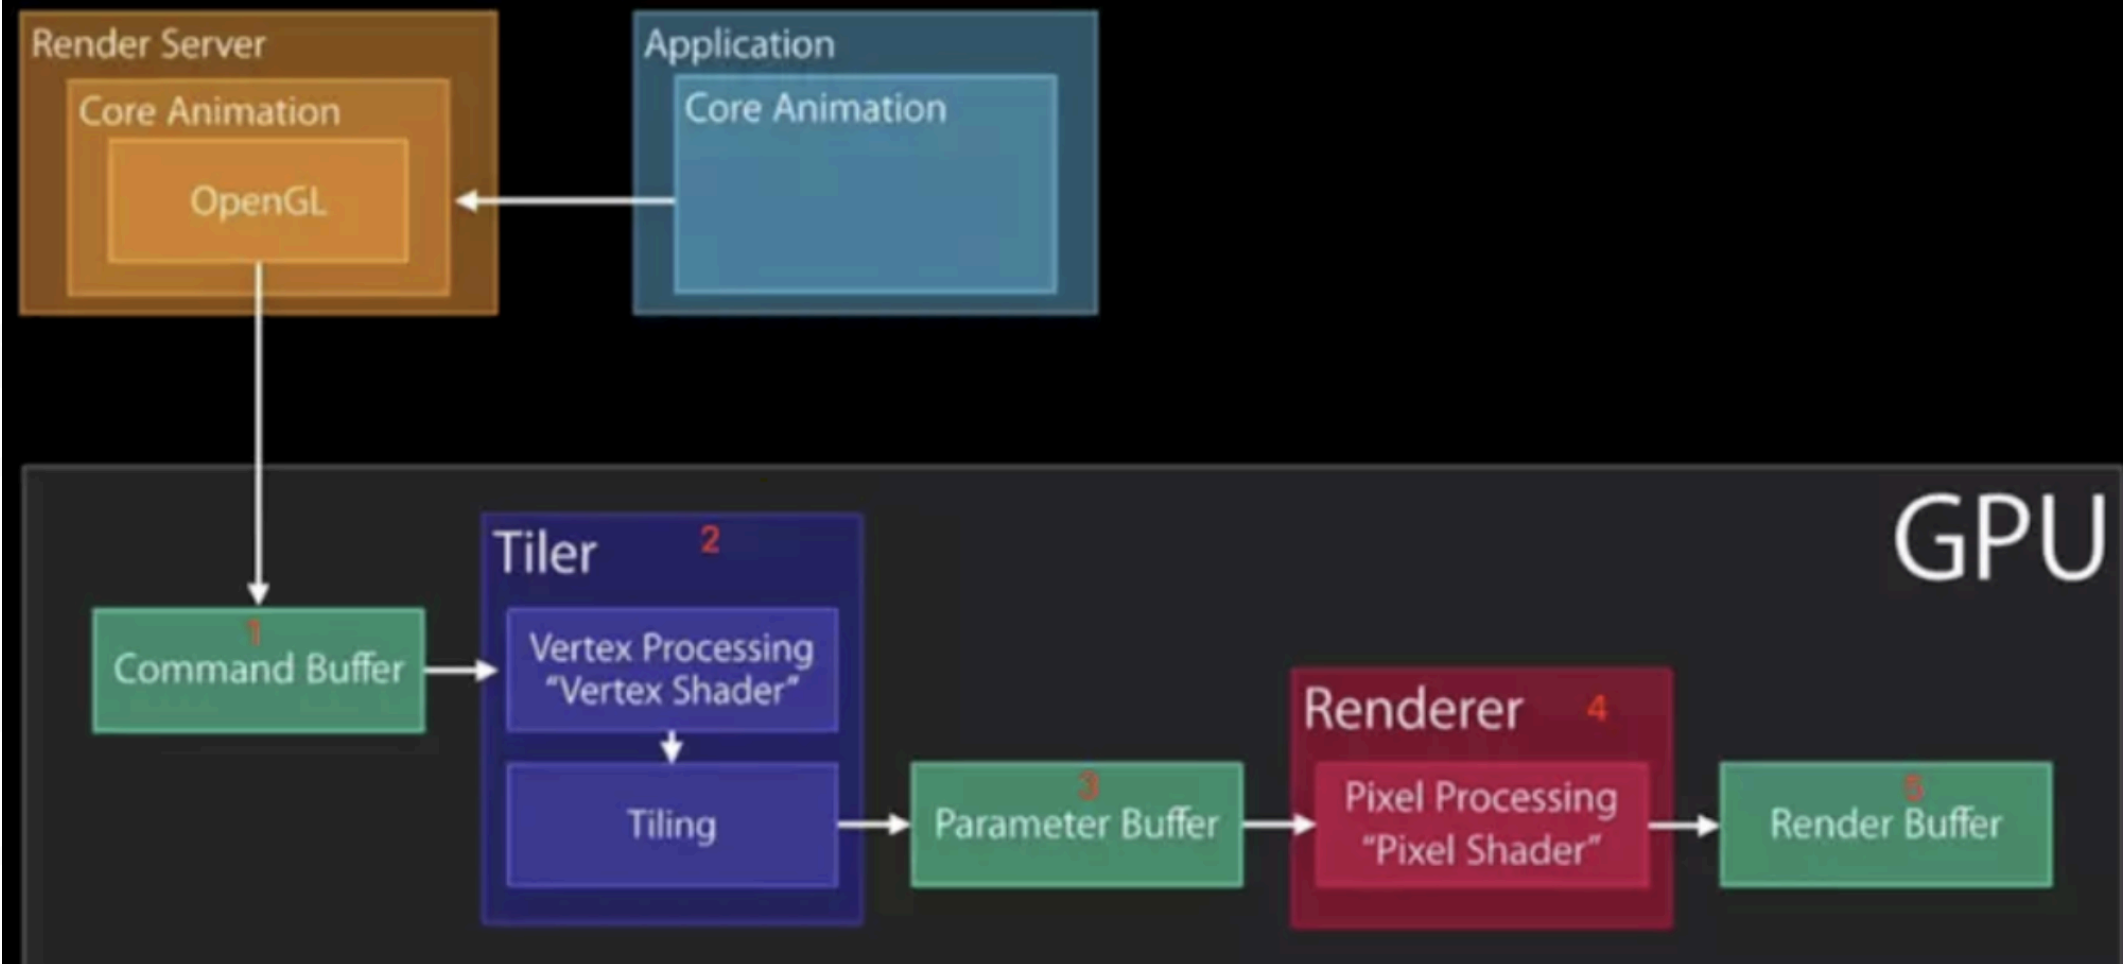 Render Server
Core Animation
OpenGL
Application
Core Animation
GPU
1
Command Buffer
Tiler 2
Vertex Processing
“Vertex Shader”
Tiling
3
Parameter Buffer
Renderer 4
Pixel Processing
“Pixel Shader”
5
Render Buffer